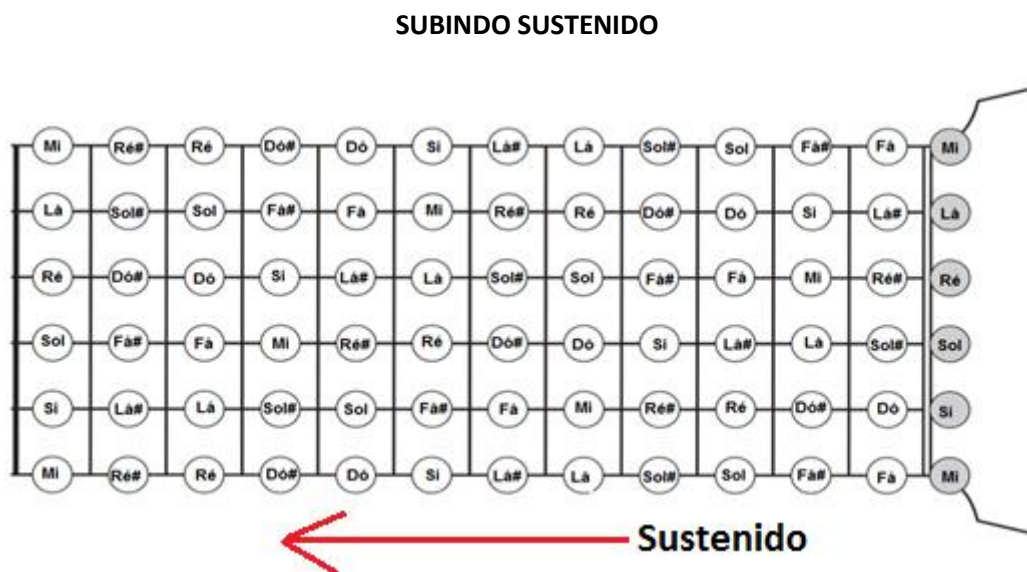 SUBINDO SUSTENIDO
Mi Ré# Ré Dó# Dó Si Lá# Lá Sol# Sol Fá# Fá Mi
Lá Sol# Sol Fá# Fá Mi Ré# Ré Dó# Dó Si Lá# Lá
Ré Dó# Dó Si Lá# Lá Sol# Sol Fá# Fá Mi Ré# Ré
Sol Fá# Fá Mi Ré# Ré Dó# Dó Si Lá# Lá Sol# Sol
Si Lá# Lá Sol# Sol Fá# Fá Mi Ré# Ré Dó# Dó Si
Mi Ré# Ré Dó# Dó Si Lá# Lá Sol# Sol Fá# Fá Mi
Sustenido